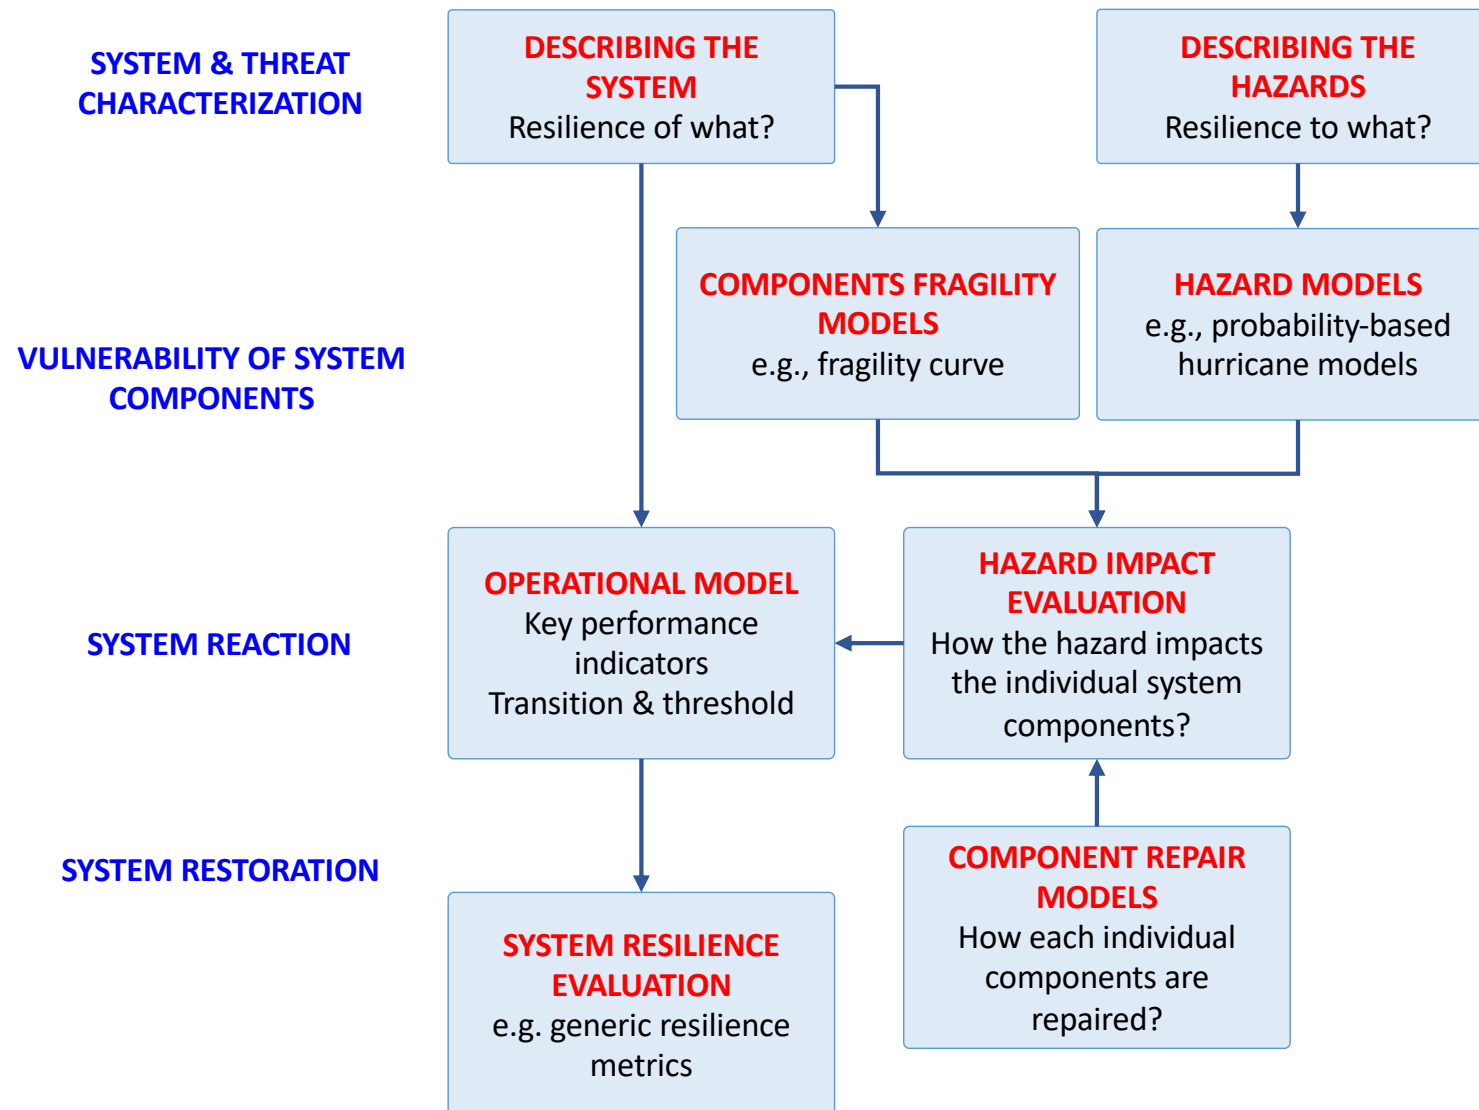 SYSTEM & THREAT
CHARACTERIZATION
DESCRIBING THE
SYSTEM
Resilience of what?
DESCRIBING THE
HAZARDS
Resilience to what?
VULNERABILITY OF SYSTEM
COMPONENTS
COMPONENTS FRAGILITY
MODELS
e.g., fragility curve
HAZARD MODELS
e.g., probability-based
hurricane models
SYSTEM REACTION
OPERATIONAL MODEL
Key performance
indicators
Transition & threshold
HAZARD IMPACT
EVALUATION
How the hazard impacts
the individual system
components?
SYSTEM RESTORATION
SYSTEM RESILIENCE
EVALUATION
e.g. generic resilience
metrics
COMPONENT REPAIR
MODELS
How each individual
components are
repaired?